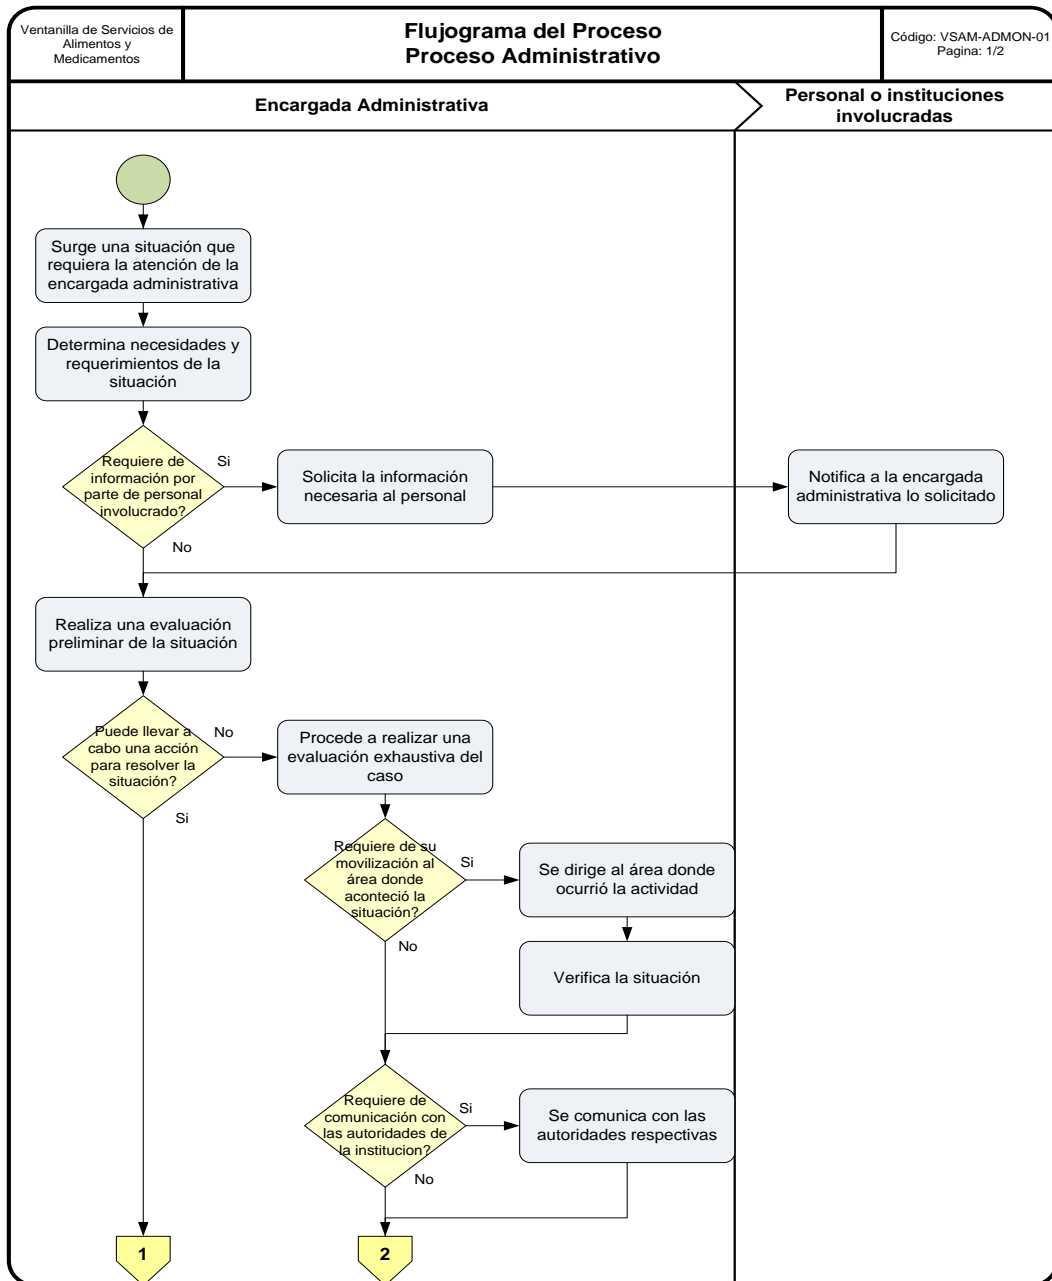 Ventanilla de Servicios de
Alimentos y
Medicamentos
Flujograma del Proceso
Proceso Administrativo
Código: VSAM-ADMON-01
Pagina: 1/2
Encargada Administrativa
Personal o instituciones
involucradas
Surge una situación que
requiera la atención de la
encargada administrativa
Determina necesidades y
requerimientos de la
situación
Requiere de
información por
parte de personal
involucrado?
Si
No
Solicita la información
necesaria al personal
Notifica a la encargada
administrativa lo solicitado
Realiza una evaluación
preliminar de la situación
Puede llevar a
cabo una acción
para resolver la
situación?
No
Si
Procede a realizar una
evaluación exhaustiva del
caso
Requiere de su
movilización al
área donde
aconteció la
situación?
Si
No
Se dirige al área donde
ocurrió la actividad
Verifica la situación
Requiere de
comunicación con
las autoridades de
la institucion?
Si
No
Se comunica con las
autoridades respectivas
1
2